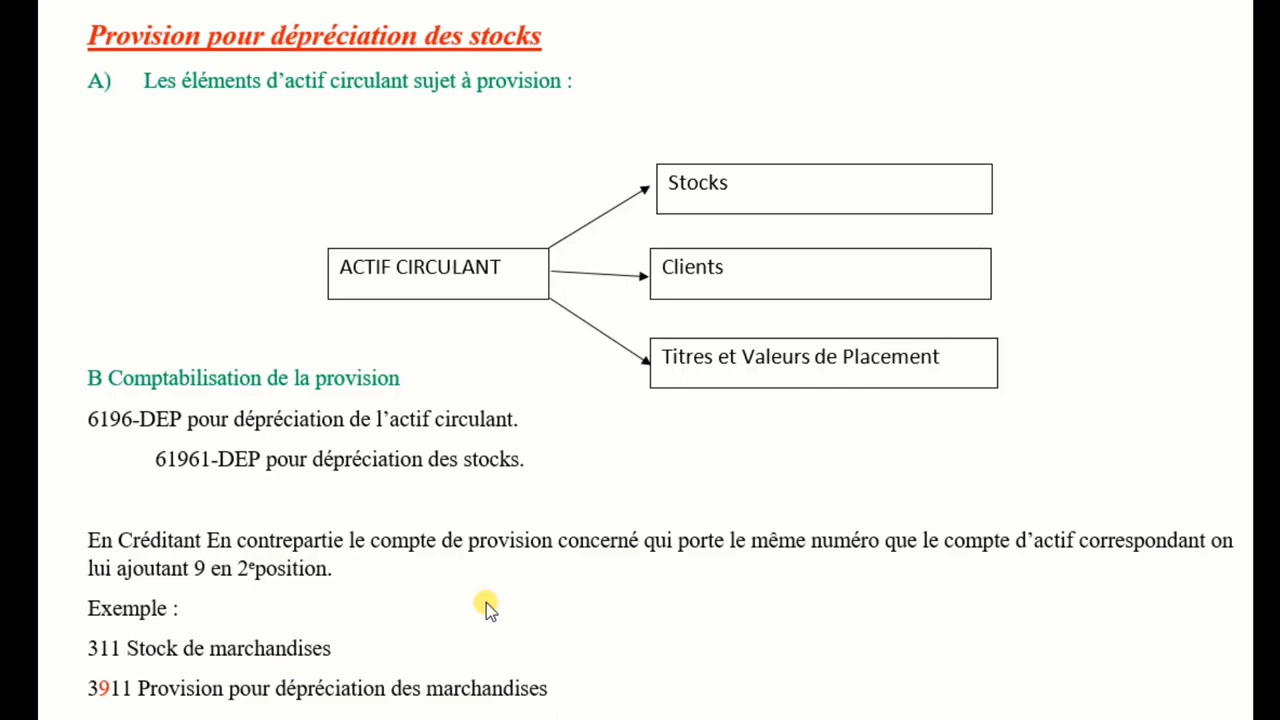 Provision pour dépréciation des stocks
A) Les éléments d'actif circulant sujet à provision :
Stocks
ACTIF CIRCULANT
Clients
Titres et Valeurs de Placement
B Comptabilisation de la provision
6196-DEP pour dépréciation de l'actif circulant.
61961-DEP pour dépréciation des stocks.
En Créditant En contrepartie le compte de provision concerné qui porte le même numéro que le compte d'actif correspondant on
lui ajoutant 9 en 2ᵉposition.
Exemple :
311 Stock de marchandises
3911 Provision pour dépréciation des marchandises